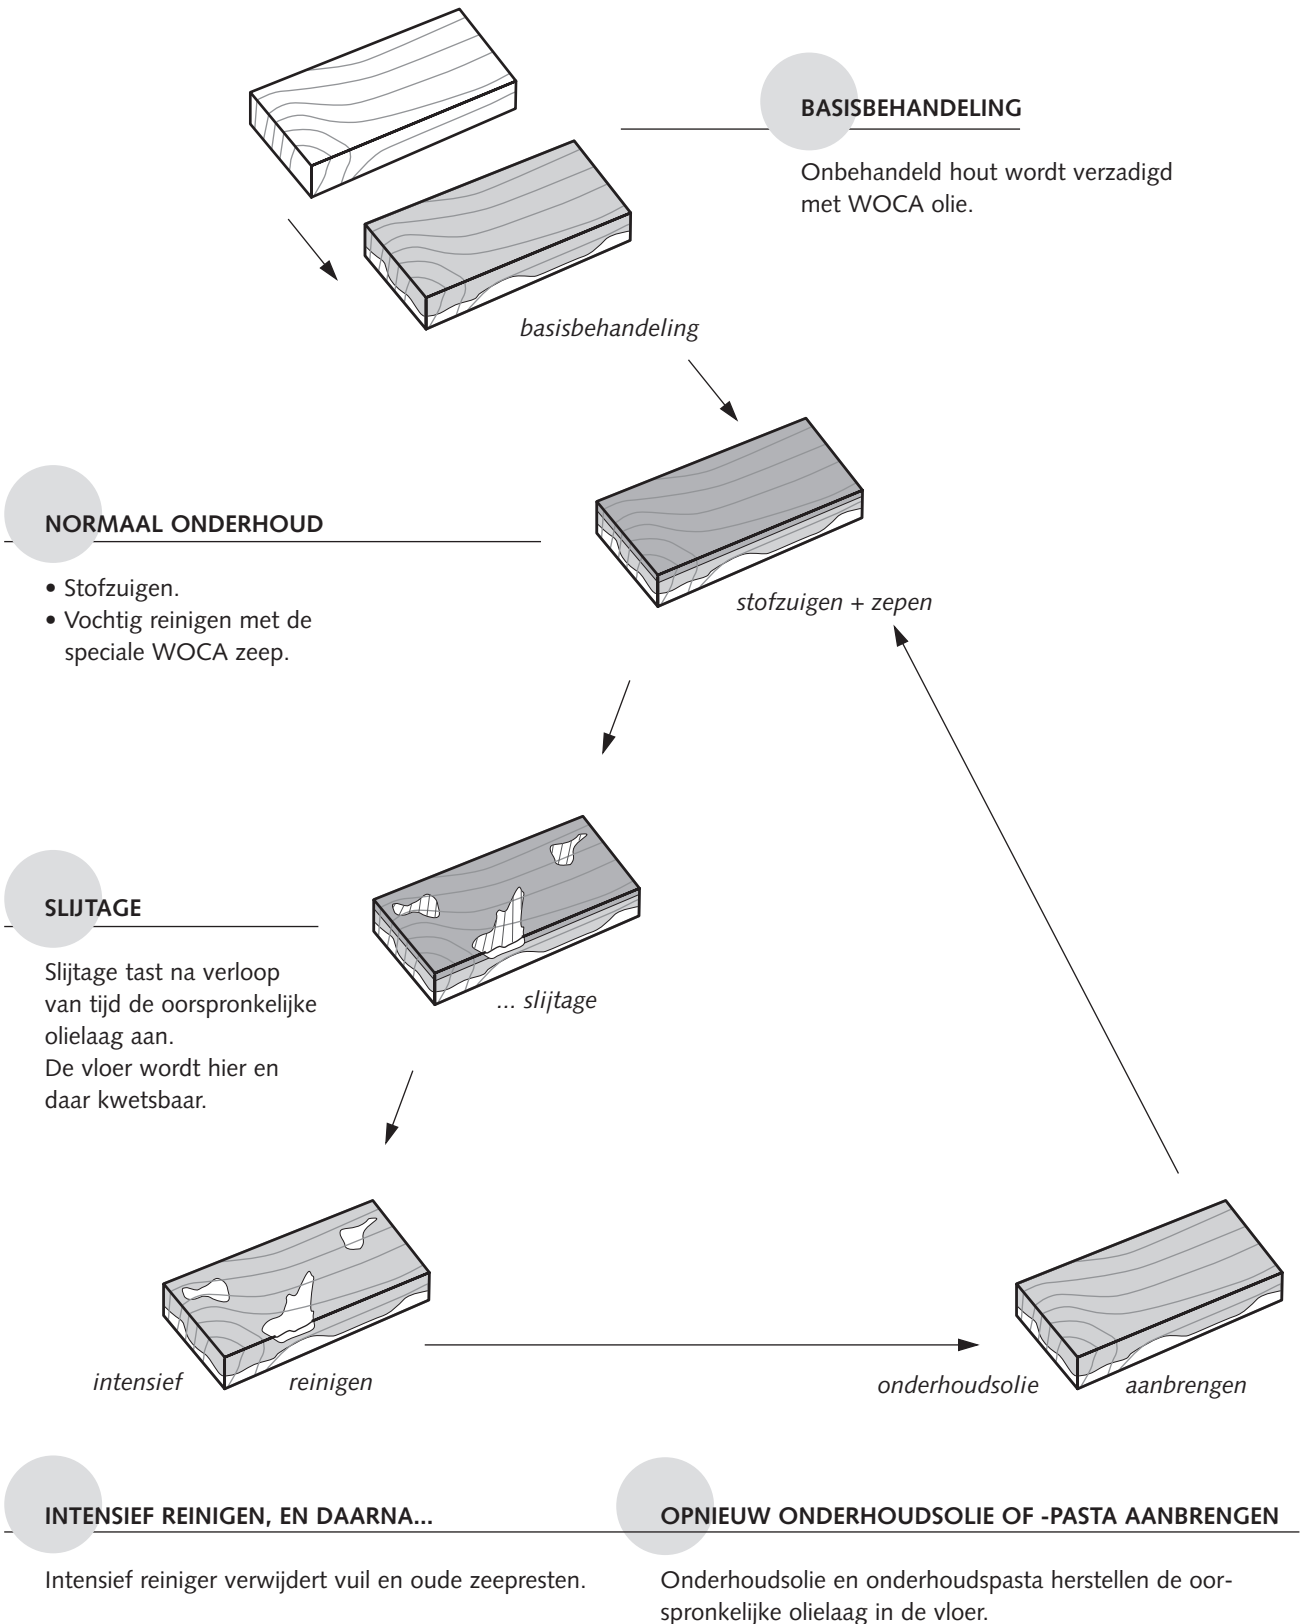 BASISBEHANDELING
Onbehandeld hout wordt verzadigd
met WOCA olie.
basisbehandeling
NORMAAL ONDERHOUD
• Stofzuigen.
• Vochtig reinigen met de
speciale WOCA zeep.
stofzuigen + zepen
SLIJTAGE
Slijtage tast na verloop
van tijd de oorspronkelijke
olielaag aan.
De vloer wordt hier en
daar kwetsbaar.
... slijtage
intensief reinigen
onderhoudsolie aanbrengen
INTENSIEF REINIGEN, EN DAARNA...
Intensief reiniger verwijdert vuil en oude zeepresten.
OPNIEUW ONDERHOUDSOLIE OF -PASTA AANBRENGEN
Onderhoudsolie en onderhoudspasta herstellen de oor-
spronkelijke olielaag in de vloer.